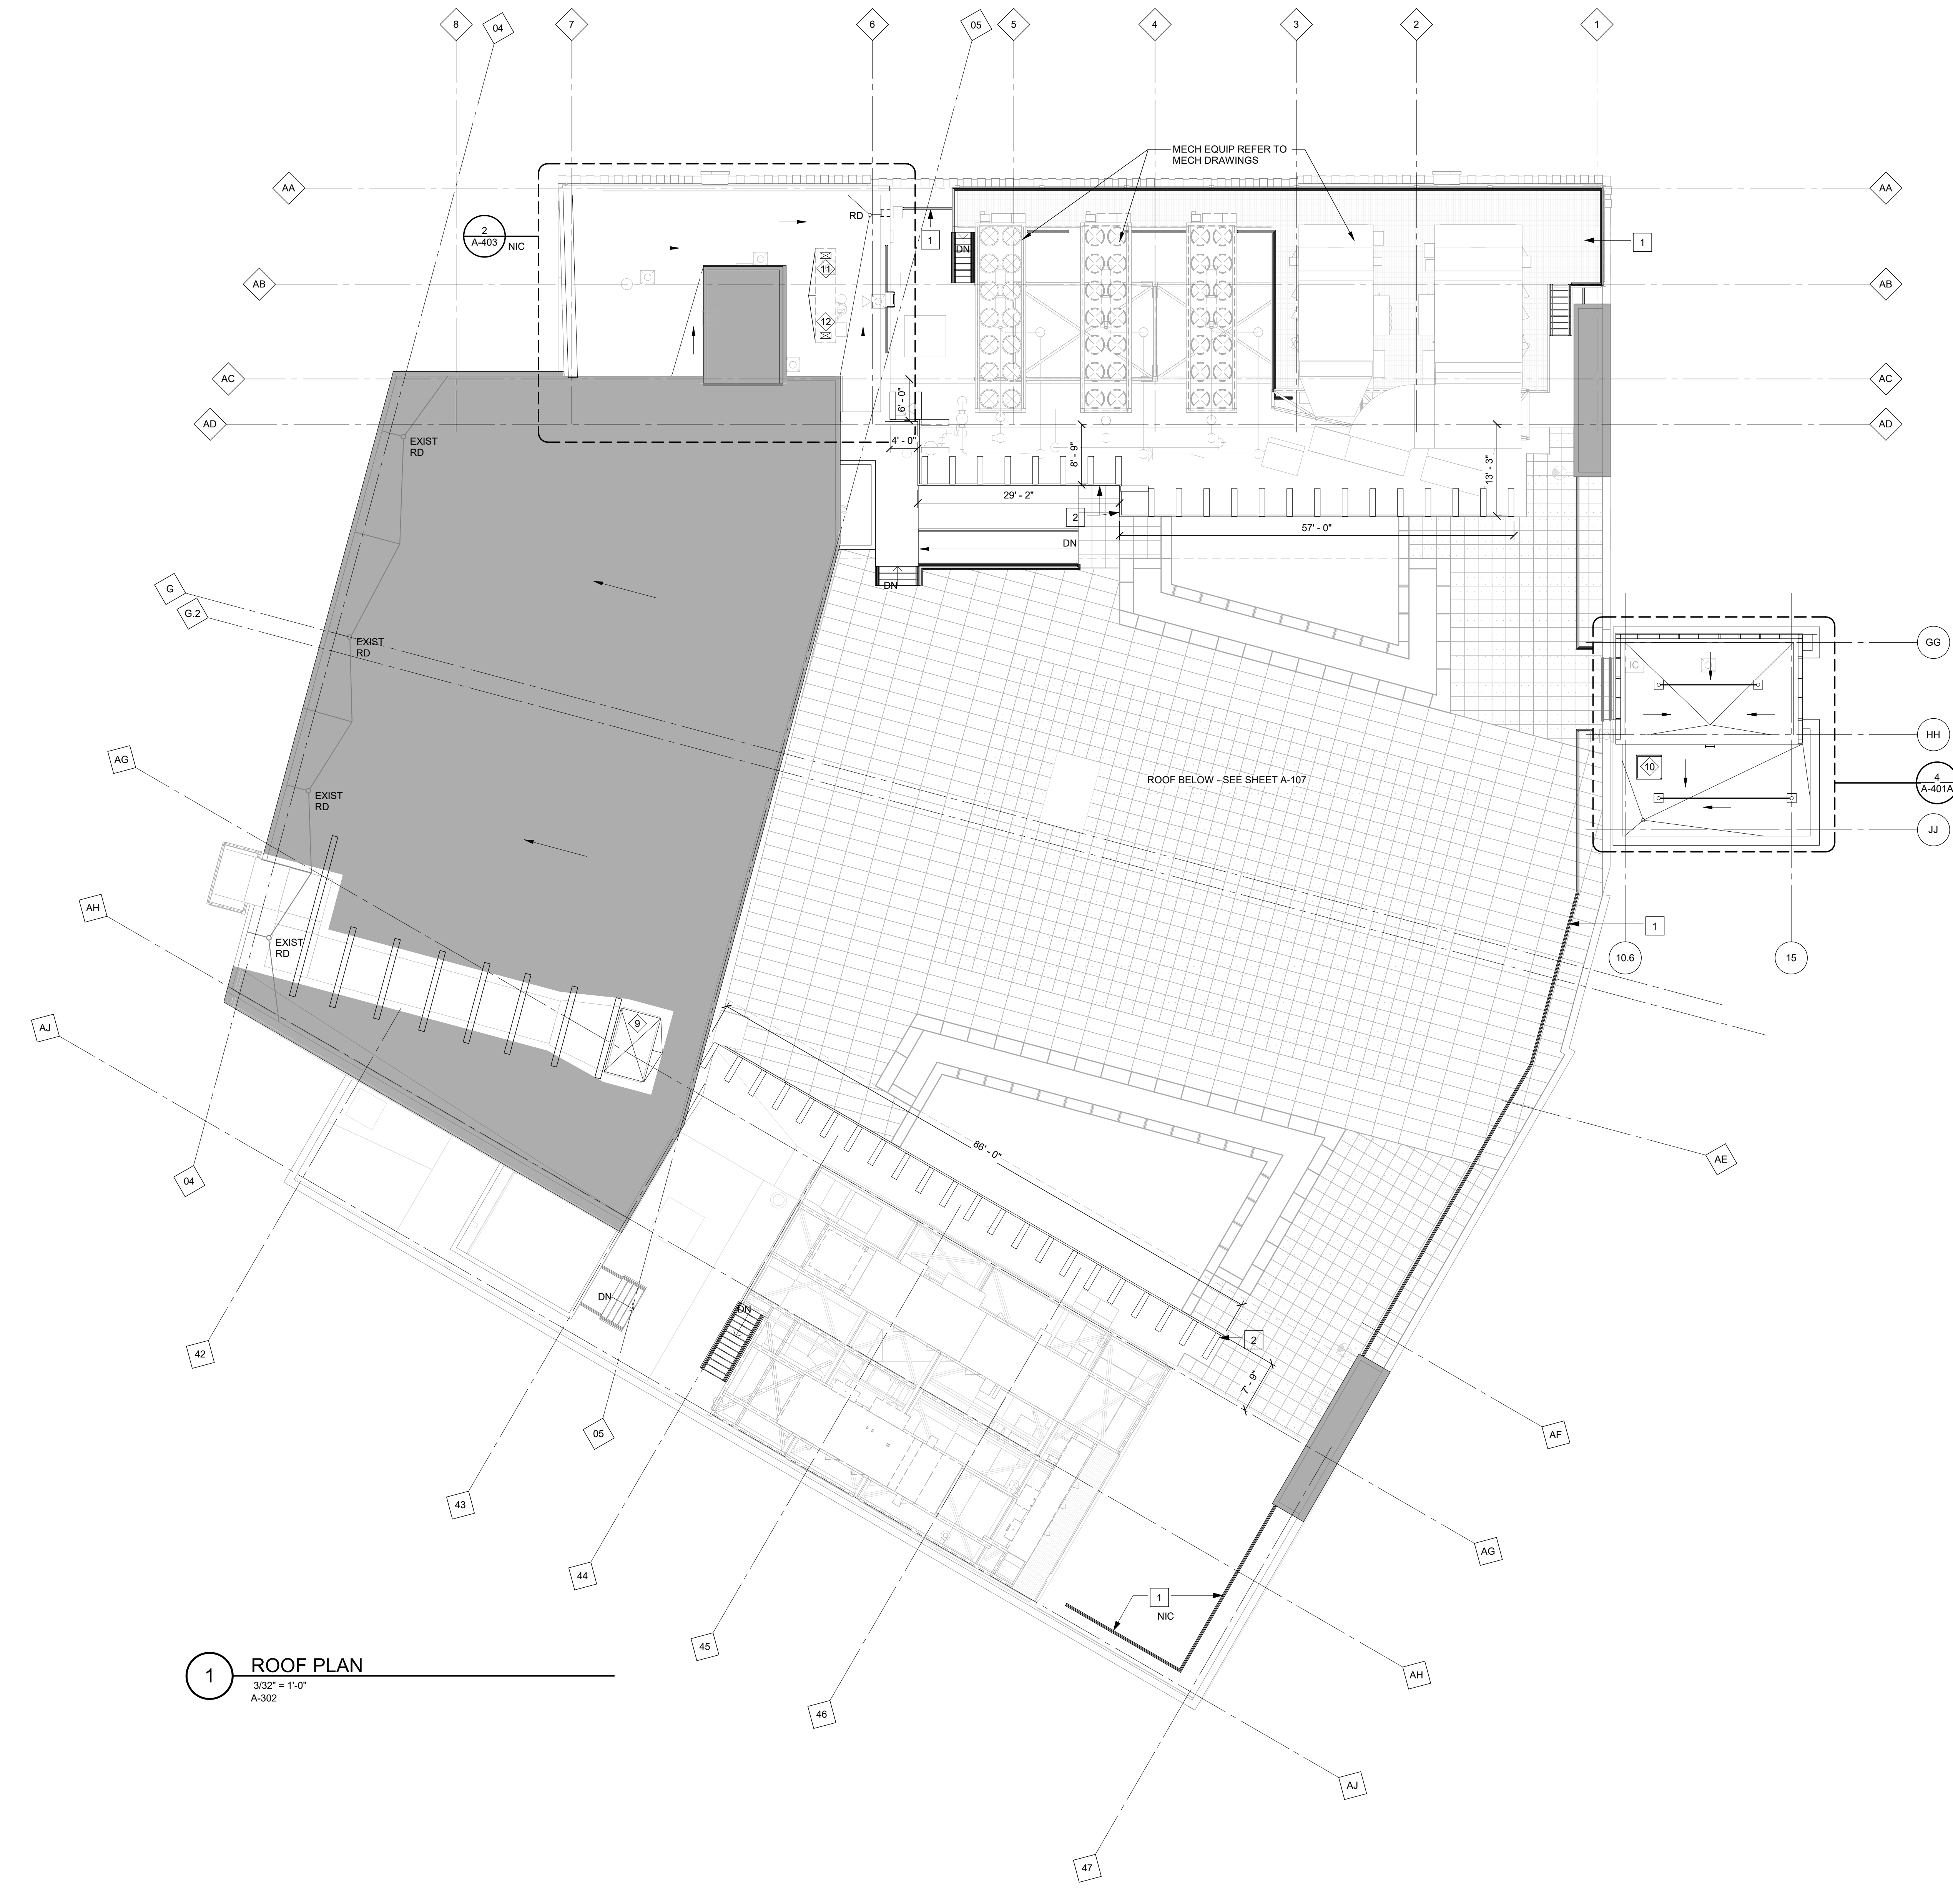 8
04
7
6
05
5
4
3
2
1
MECH EQUIP REFER TO
MECH DRAWINGS
AA
AA
RD
2
A-403
NIC
1
DN
1
11
AB
AB
12
AC
AC
6' - 0"
AD
AD
EXIST
RD
4' - 0"
8' - 9"
13' - 3"
29' - 2"
2
57' - 0"
DN
DN
G
G.2
EXIST
RD
GG
IC
HH
AG
ROOF BELOW - SEE SHEET A-107
10
4
A-401A
EXIST
RD
JJ
AH
1
EXIST
RD
10.6
15
9
AJ
86' - 0"
AE
04
DN
DN
2
42
7' - 9"
05
AF
43
AG
44
1
NIC
45
AH
1
ROOF PLAN
3/32" = 1'-0"
A-302
46
AJ
47